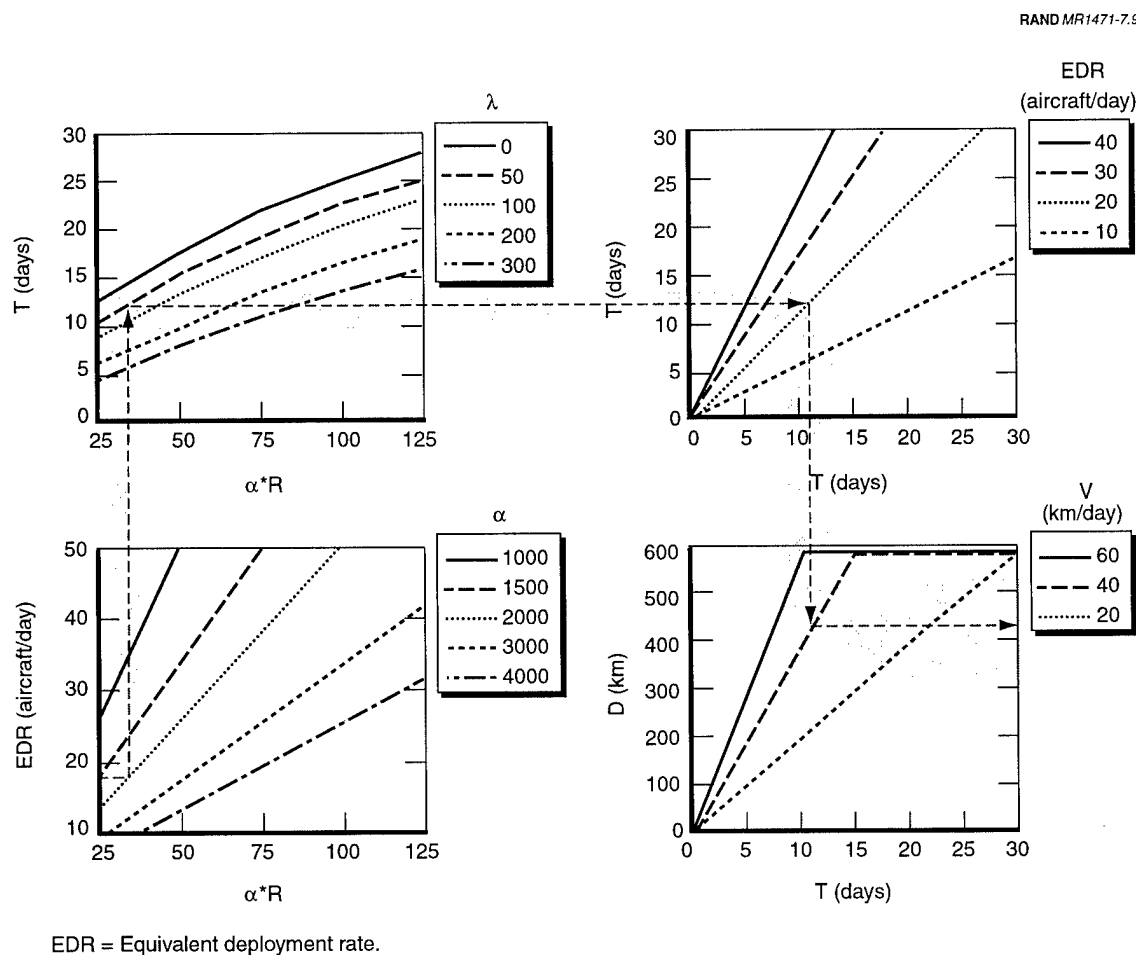 RAND MR1471-7.9
λ
0
50
100
200
300
T (days)
30
25
20
15
10
5
0
25 50 75 100 125
α*R
EDR
(aircraft/day)
40
30
20
10
T (days)
30
25
20
15
10
5
0
0 5 10 15 20 25 30
T (days)
α
1000
1500
2000
3000
4000
EDR (aircraft/day)
50
40
30
20
10
25 50 75 100 125
α*R
V
(km/day)
60
40
20
D (km)
600
500
400
300
200
100
0
0 5 10 15 20 25 30
T (days)
EDR = Equivalent deployment rate.